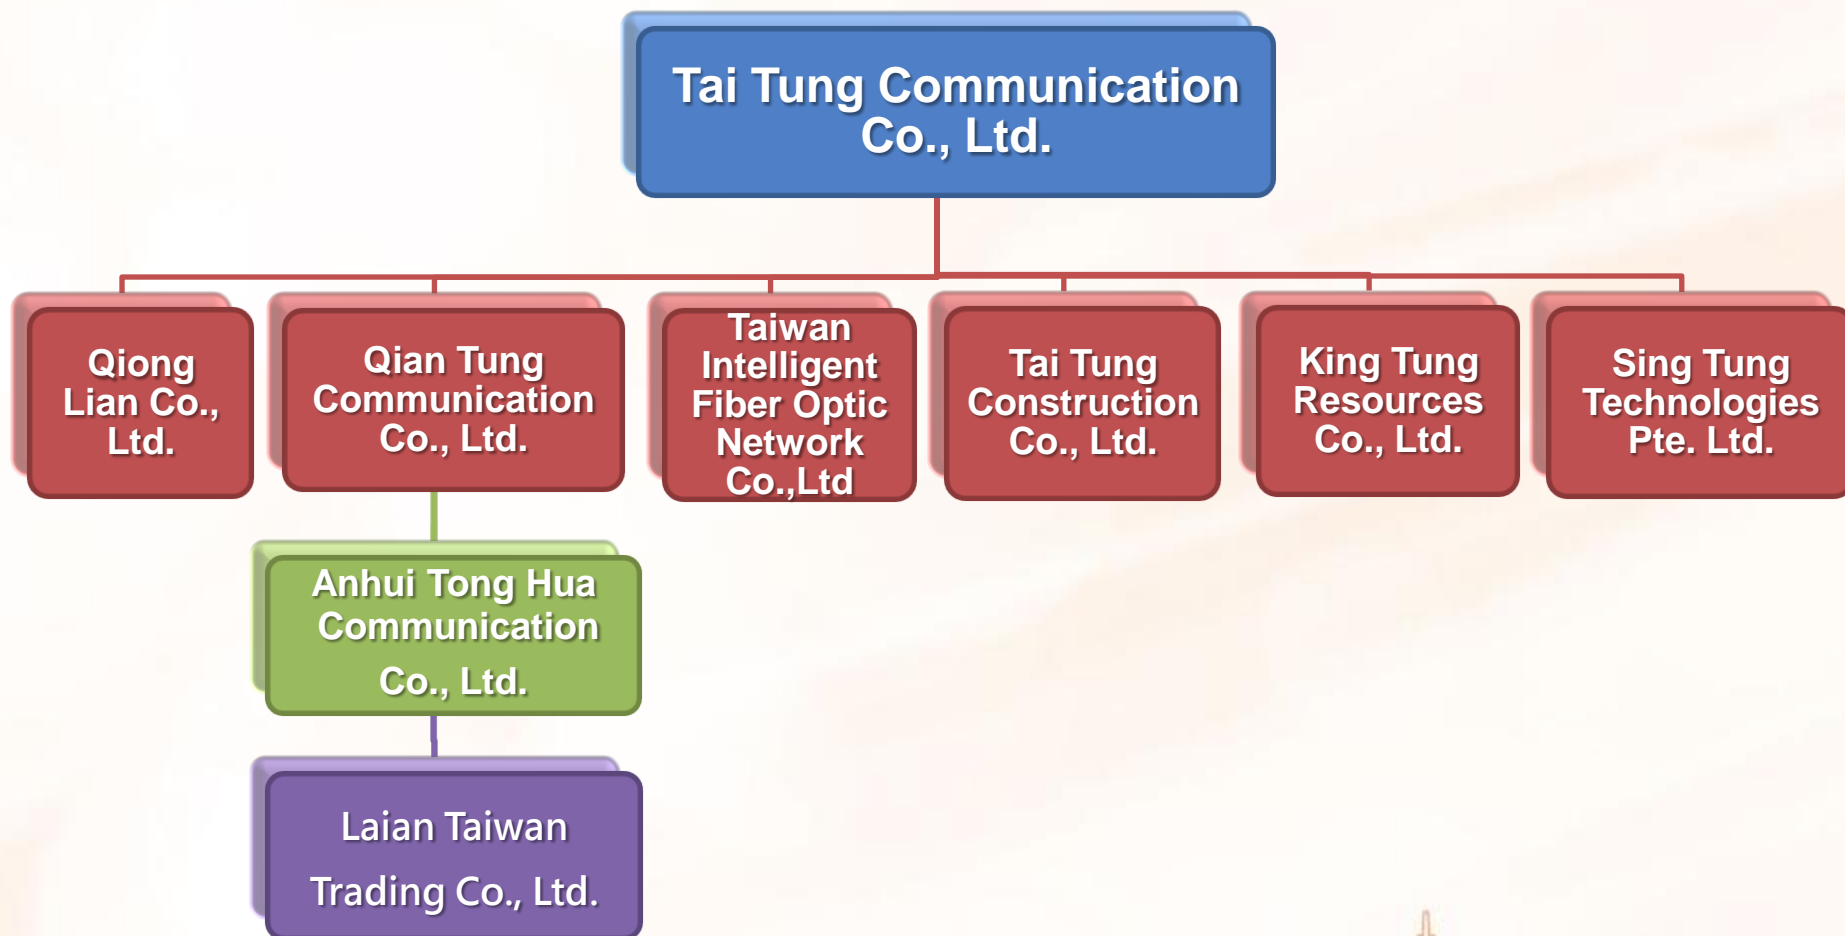 Tai Tung Communication
Co., Ltd.
Qiong
Lian Co.,
Ltd.
Qian Tung
Communication
Co., Ltd.
Taiwan
Intelligent
Fiber Optic
Network
Co.,Ltd
Tai Tung
Construction
Co., Ltd.
King Tung
Resources
Co., Ltd.
Sing Tung
Technologies
Pte. Ltd.
Anhui Tong Hua
Communication
Co., Ltd.
Laian Taiwan
Trading Co., Ltd.